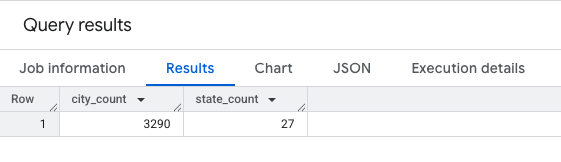 Query results
Job information Results Chart JSON Execution details
Row city_count state_count
1 3290 27